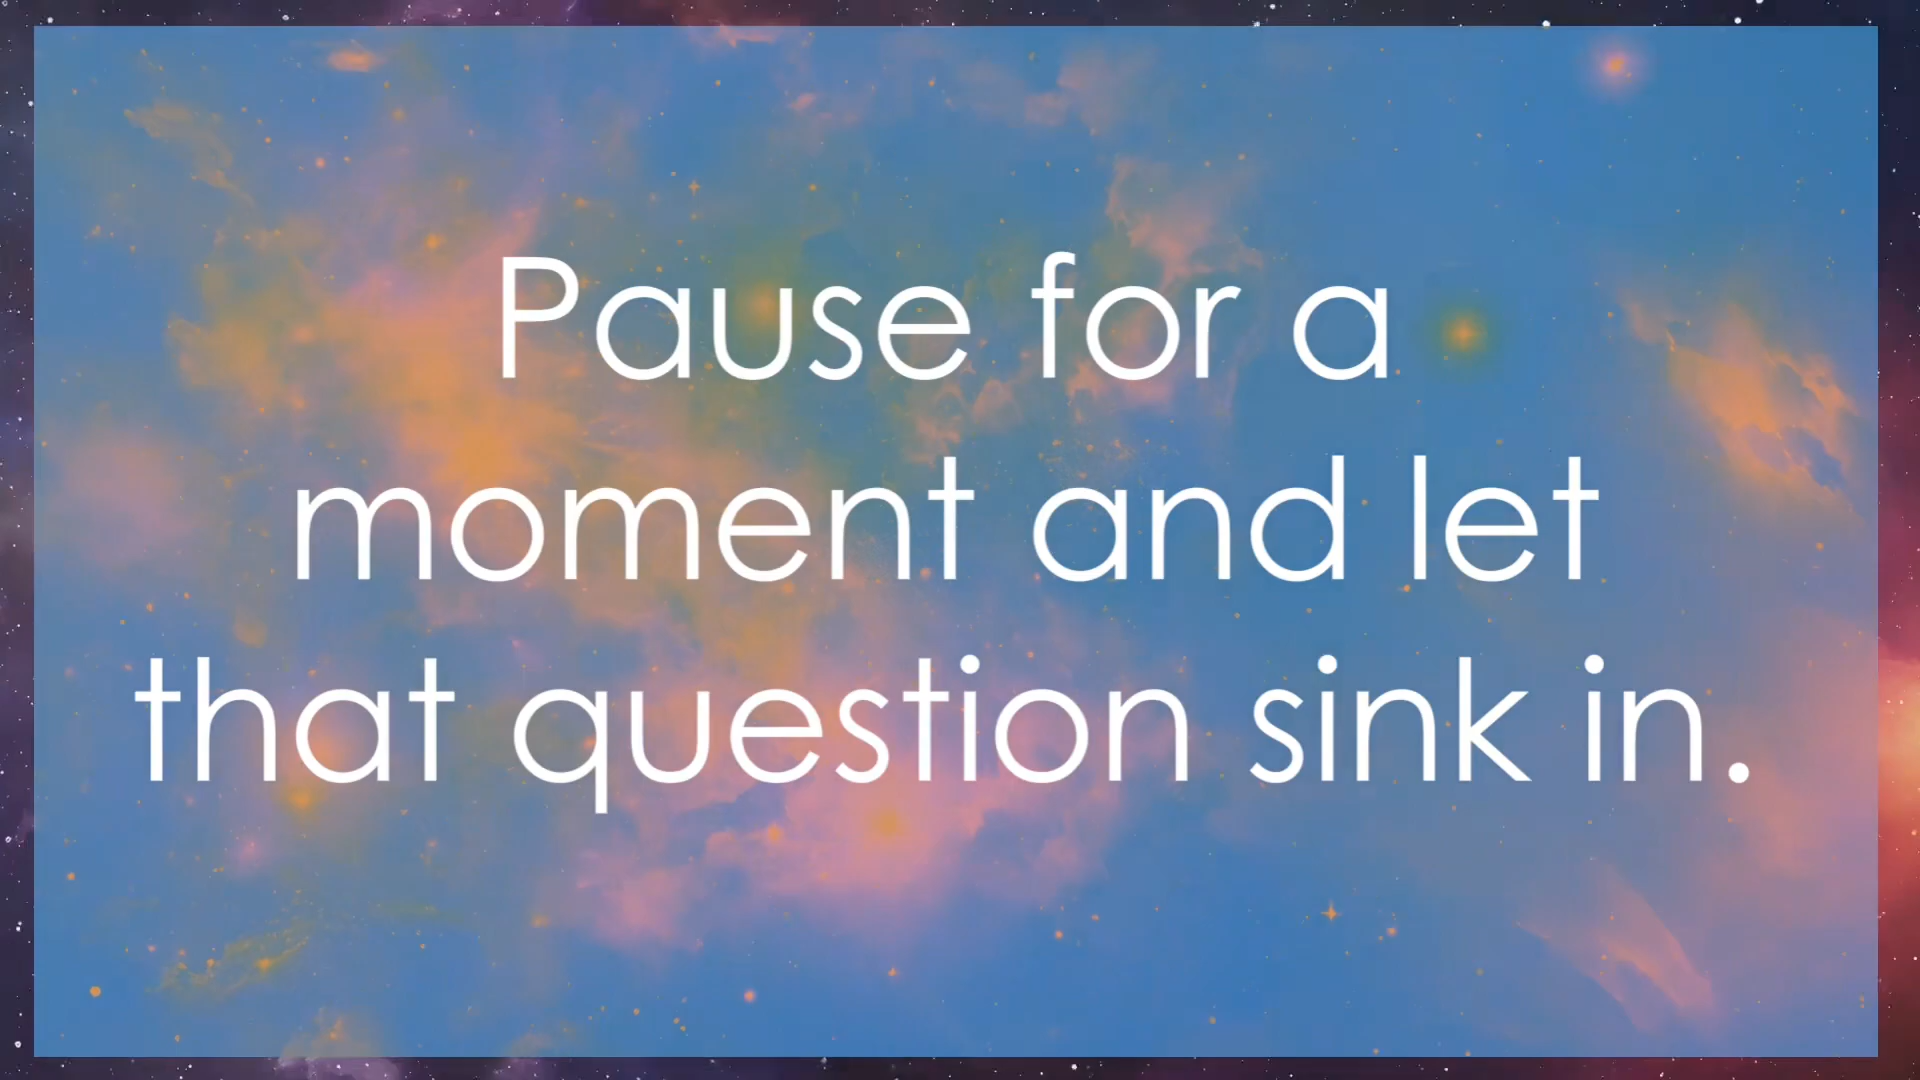 Pause for a
moment and let
that question sink in.